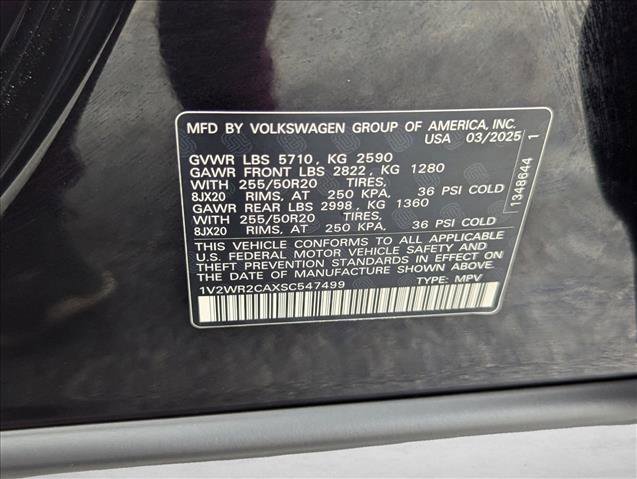 MFD BY VOLKSWAGEN GROUP OF AMERICA, INC.
USA 03/2025
GVWR LBS 5710, KG 2590
GAWR FRONT LBS 2822, KG 1280
WITH 255/50R20 TIRES,
8JX20 RIMS, AT 250 KPA, 36 PSI COLD
GAWR REAR LBS 2998, KG 1360
WITH 255/50R20 TIRES,
8JX20 RIMS, AT 250 KPA, 36 PSI COLD
THIS VEHICLE CONFORMS TO ALL APPLICABLE
U.S. FEDERAL MOTOR VEHICLE SAFETY AND
THEFT PREVENTION STANDARDS IN EFFECT ON
THE DATE OF MANUFACTURE SHOWN ABOVE.
1V2WR2CAXSC547499 TYPE: MPV
1348644 1